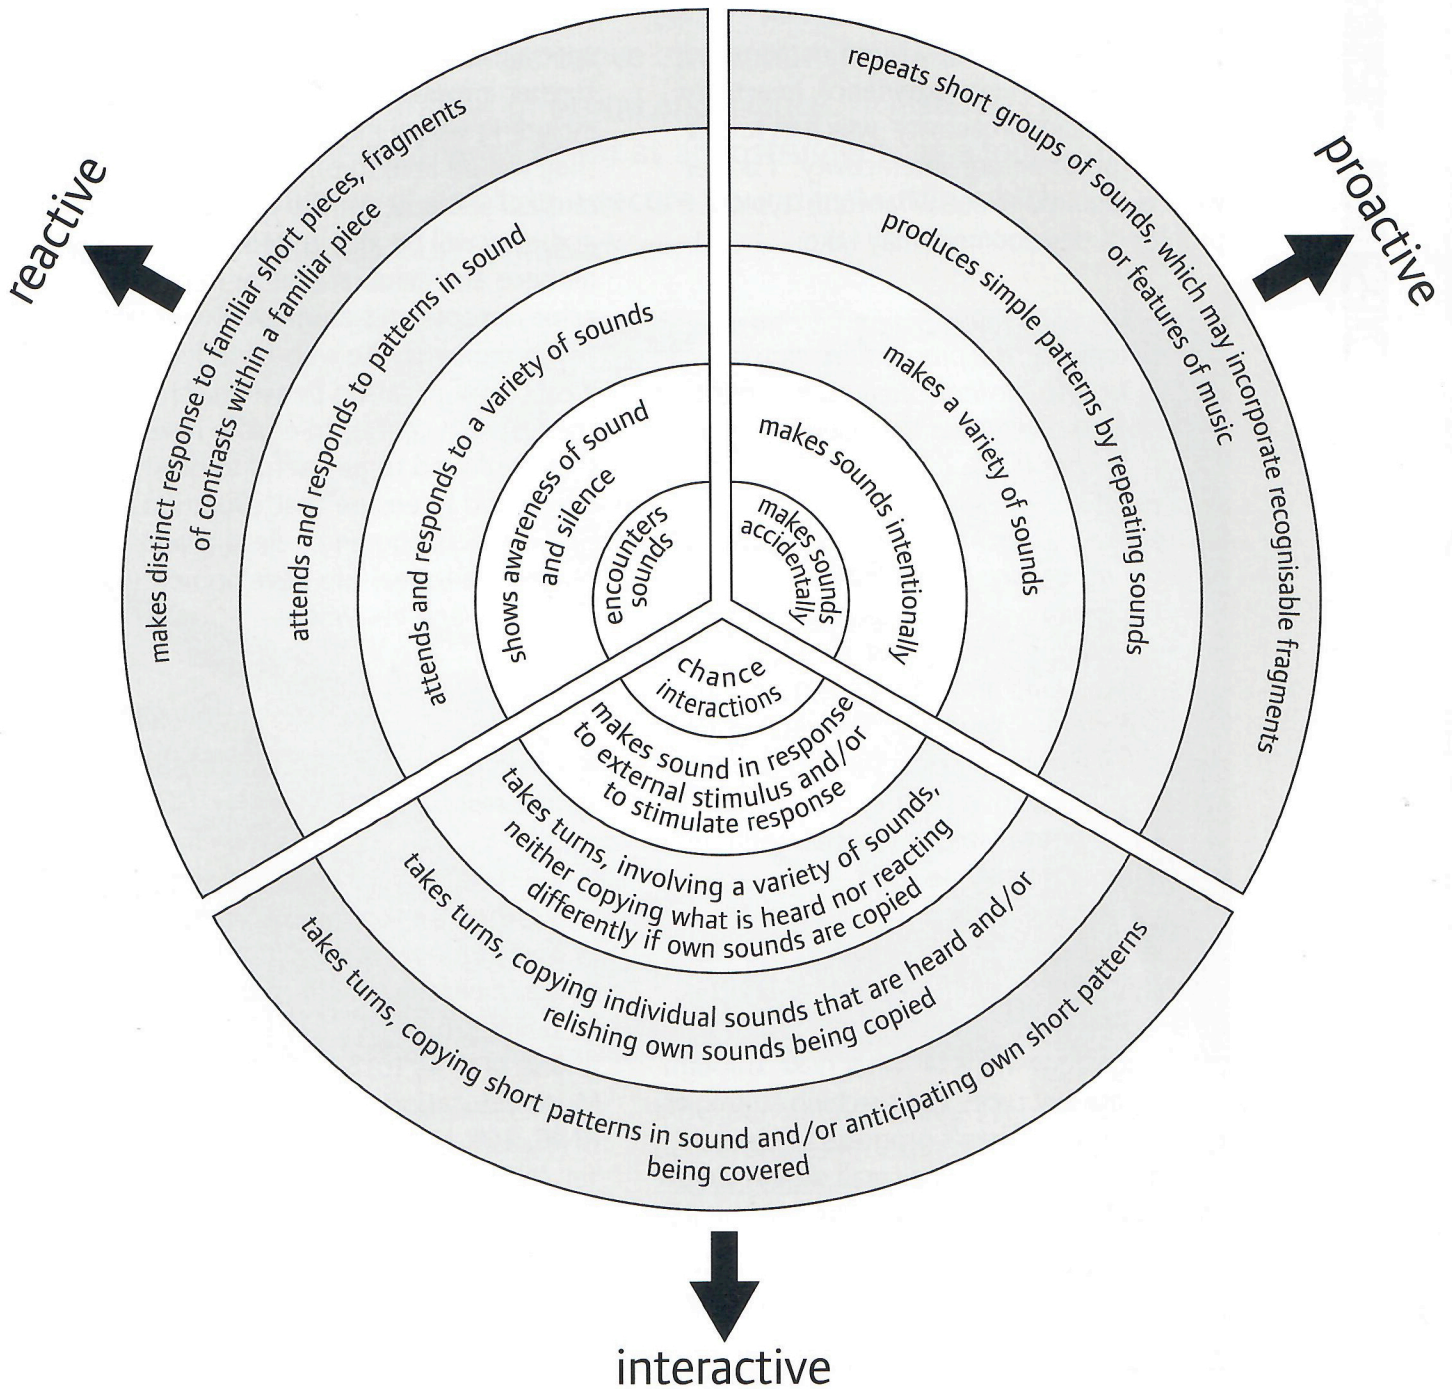 reactive
makes distinct response to familiar short pieces, fragments
of contrasts within a familiar piece
attends and responds to patterns in sound
attends and responds to a variety of sounds
shows awareness of sound
and silence
encounters
sounds
proactive
repeats short groups of sounds, which may incorporate recognisable fragments
or features of music
produces simple patterns by repeating sounds
makes a variety of sounds
makes sounds intentionally
makes sounds
accidentally
chance
interactions
makes sound in response
to external stimulus and/or
to stimulate response
takes turns, involving a variety of sounds,
neither copying what is heard nor reacting
differently if own sounds are copied
takes turns, copying individual sounds that are heard and/or
relishing own sounds being copied
takes turns, copying short patterns in sound and/or anticipating own short patterns
being covered
interactive